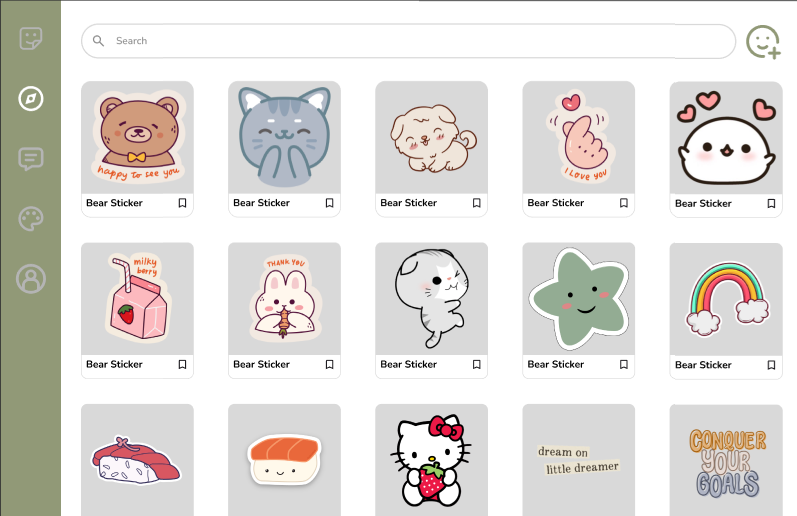 Search
happy to see you
I Love you
Bear Sticker
Bear Sticker
Bear Sticker
Bear Sticker
Bear Sticker
milky
berry
THANK YOU
Bear Sticker
Bear Sticker
Bear Sticker
Bear Sticker
Bear Sticker
dream on
little dreamer
CONQUER
YOUR
GOALS